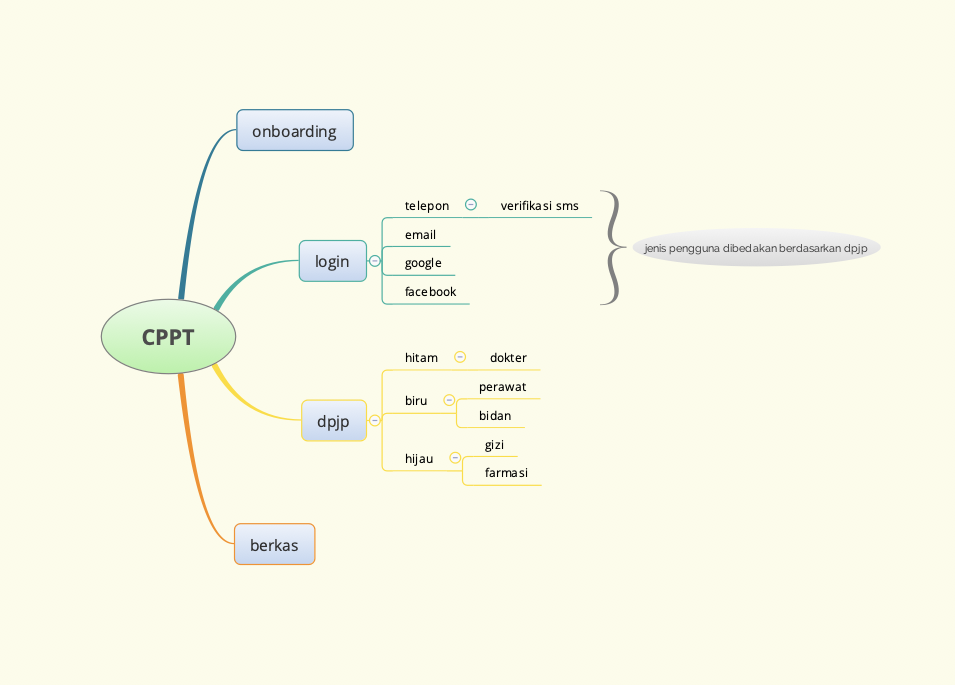 onboarding
telepon
verifikasi sms
email
login
google
facebook
jenis pengguna dibedakan berdasarkan dpjp
CPPT
hitam
dokter
perawat
biru
bidan
dpjp
gizi
hijau
farmasi
berkas